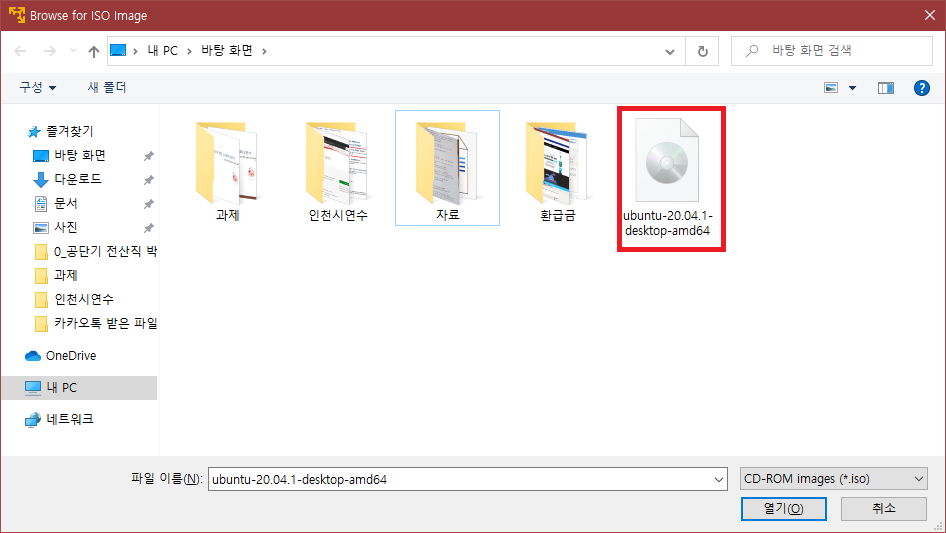 Browse for ISO Image
내 PC
바탕 화면
바탕 화면 검색
구성
새 폴더
즐겨찾기
바탕 화면
다운로드
문서
사진
0_공단기 전산직 박
과제
인천시연수
카카오톡 받은 파일
OneDrive
내 PC
네트워크
과제
인천시연수
자료
환급금
ubuntu-20.04.1-
desktop-amd64
파일 이름(N):
ubuntu-20.04.1-desktop-amd64
CD-ROM images (*.iso)
열기(O)
취소